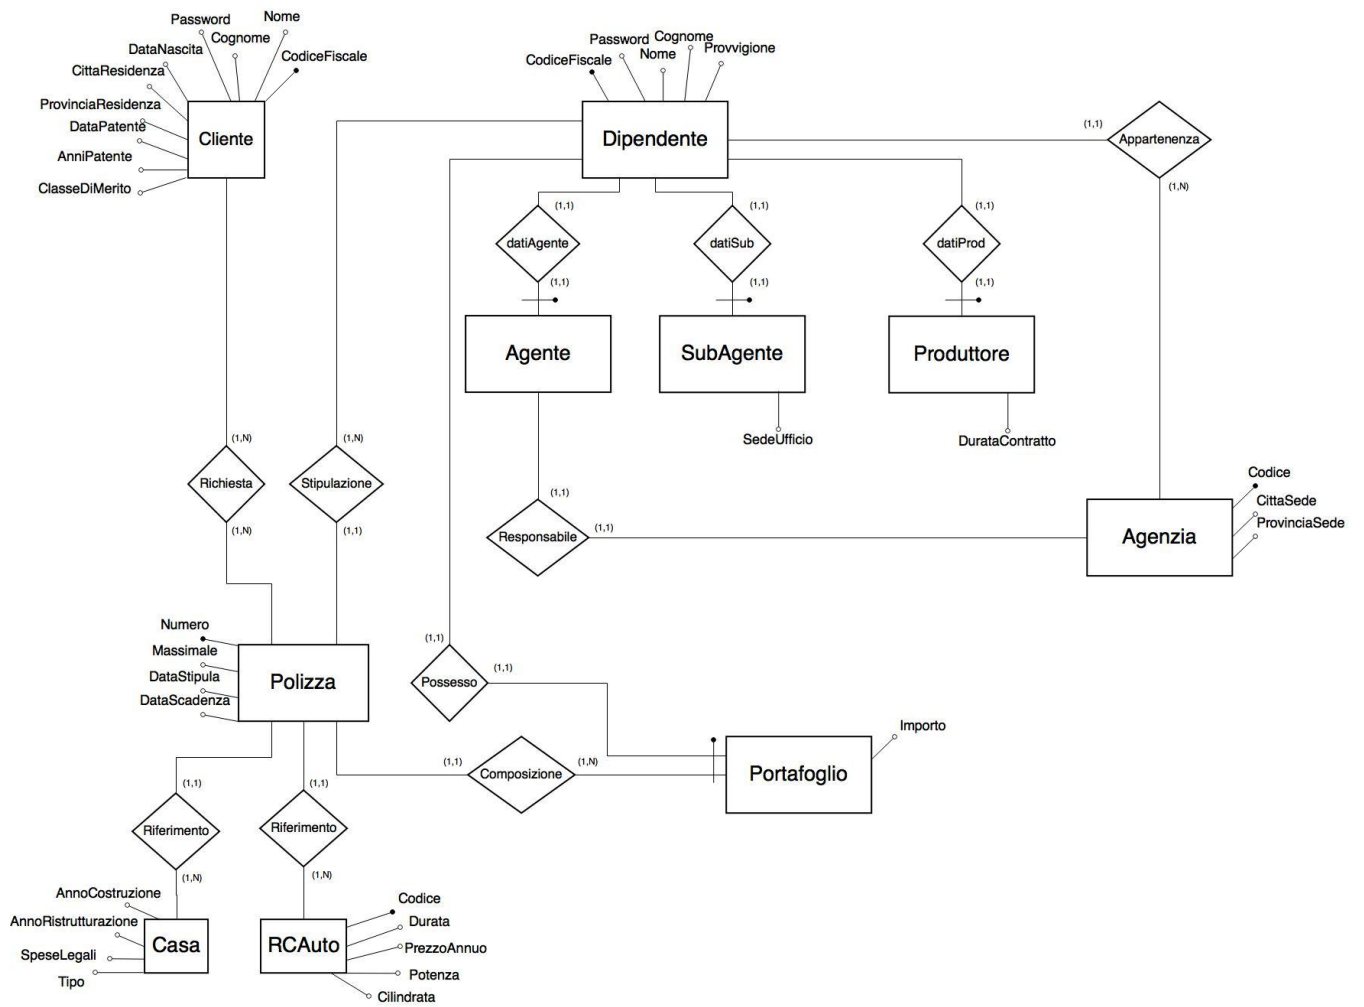 Password
Nome
Cognome
DataNascita
CodiceFiscale
CittaResidenza
ProvinciaResidenza
DataPatente
AnniPatente
ClasseDiMerito
Cliente
Password
Cognome
Nome
Provvigione
CodiceFiscale
Dipendente
(1,1)
Appartenenza
(1,N)
(1,1)
datiAgente
(1,1)
(1,1)
datiSub
(1,1)
(1,1)
datiProd
(1,1)
Agente
SubAgente
Produttore
SedeUfficio
DurataContratto
(1,N)
Richiesta
(1,N)
(1,N)
Stipulazione
(1,1)
(1,1)
Responsabile
(1,1)
Codice
CittaSede
ProvinciaSede
Agenzia
Numero
Massimale
DataStipula
DataScadenza
Polizza
(1,1)
Possesso
(1,1)
Importo
Portafoglio
(1,1)
Composizione
(1,N)
(1,1)
Riferimento
(1,N)
(1,1)
Riferimento
(1,N)
AnnoCostruzione
AnnoRistrutturazione
SpeseLegali
Tipo
Casa
RCAuto
Codice
Durata
PrezzoAnnuo
Potenza
Cilindrata